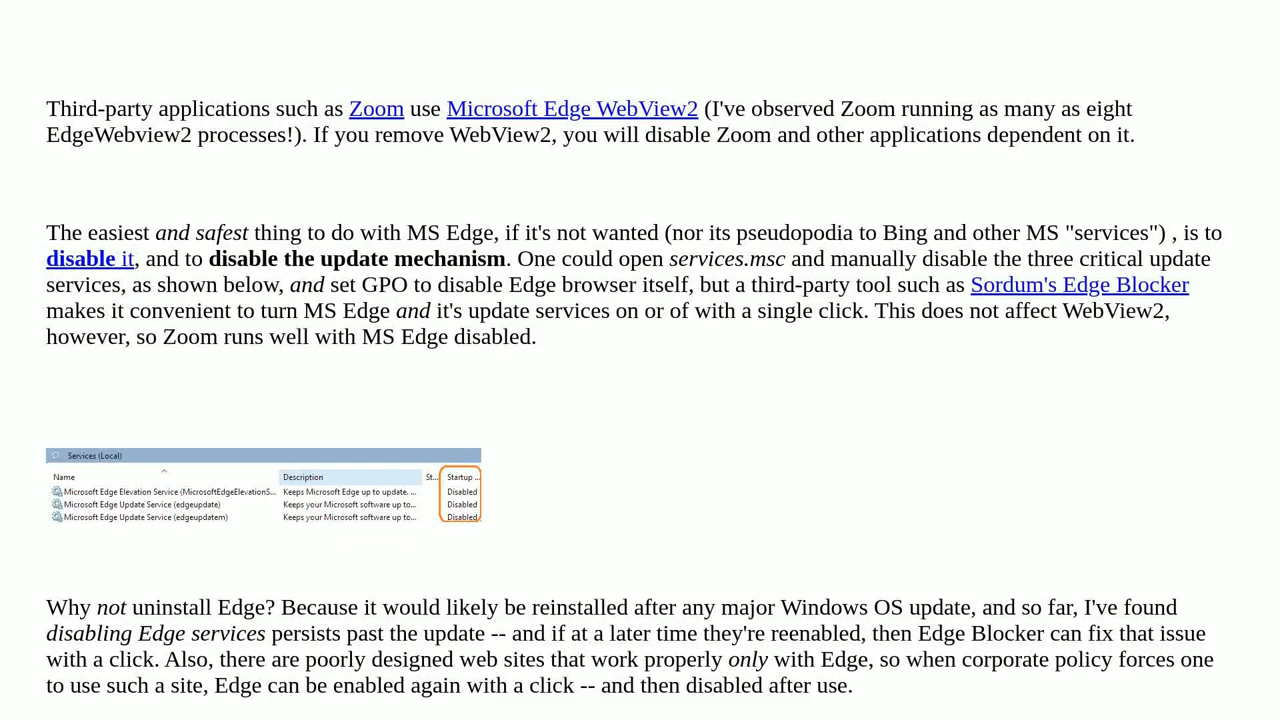 Third-party applications such as Zoom use Microsoft Edge WebView2 (I've observed Zoom running as many as eight
EdgeWebview2 processes!). If you remove WebView2, you will disable Zoom and other applications dependent on it.
The easiest and safest thing to do with MS Edge, if it's not wanted (nor its pseudopodia to Bing and other MS "services") , is to
disable it, and to disable the update mechanism. One could open services.msc and manually disable the three critical update
services, as shown below, and set GPO to disable Edge browser itself, but a third-party tool such as Sordum's Edge Blocker
makes it convenient to turn MS Edge and it's update services on or of with a single click. This does not affect WebView2,
however, so Zoom runs well with MS Edge disabled.
Services (Local)
Name Description St... Startup ...
Microsoft Edge Elevation Service (MicrosoftEdgeElevationS... Keeps Microsoft Edge up to update. ... Disabled
Microsoft Edge Update Service (edgeupdate) Keeps your Microsoft software up to... Disabled
Microsoft Edge Update Service (edgeupdatem) Keeps your Microsoft software up to... Disabled
Why not uninstall Edge? Because it would likely be reinstalled after any major Windows OS update, and so far, I've found
disabling Edge services persists past the update -- and if at a later time they're reenabled, then Edge Blocker can fix that issue
with a click. Also, there are poorly designed web sites that work properly only with Edge, so when corporate policy forces one
to use such a site, Edge can be enabled again with a click -- and then disabled after use.